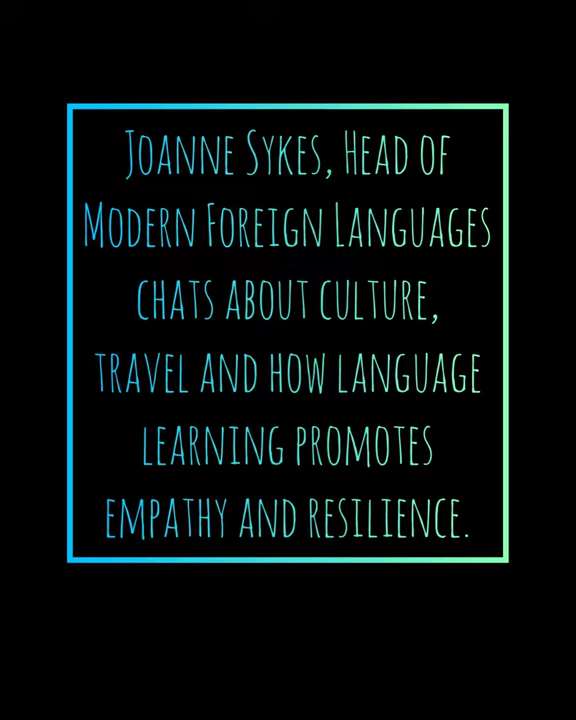 Joanne Sykes, Head of
Modern Foreign Languages
chats about culture,
travel and how language
learning promotes
empathy and resilience.